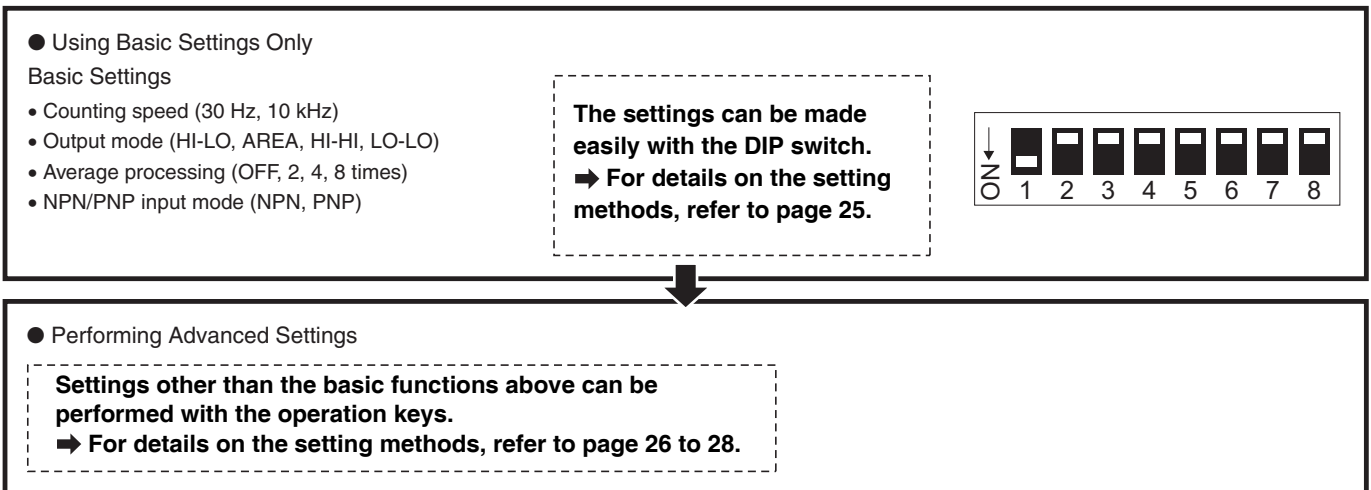 ● Using Basic Settings Only
Basic Settings
• Counting speed (30 Hz, 10 kHz)
• Output mode (HI-LO, AREA, HI-HI, LO-LO)
• Average processing (OFF, 2, 4, 8 times)
• NPN/PNP input mode (NPN, PNP)
The settings can be made
easily with the DIP switch.
➡ For details on the setting
methods, refer to page 25.
ON
1 2 3 4 5 6 7 8
● Performing Advanced Settings
Settings other than the basic functions above can be
performed with the operation keys.
➡ For details on the setting methods, refer to page 26 to 28.